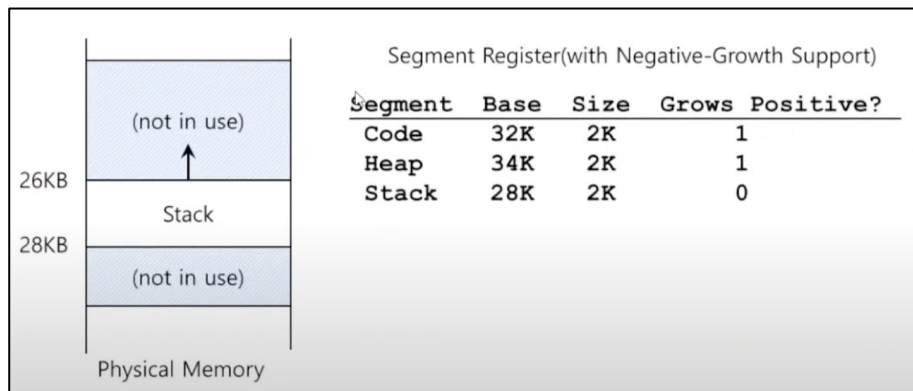 Segment Register(with Negative-Growth Support)
Segment Base Size Grows Positive?
Code 32K 2K 1
Heap 34K 2K 1
Stack 28K 2K 0
(not in use)
26KB
Stack
28KB
(not in use)
Physical Memory